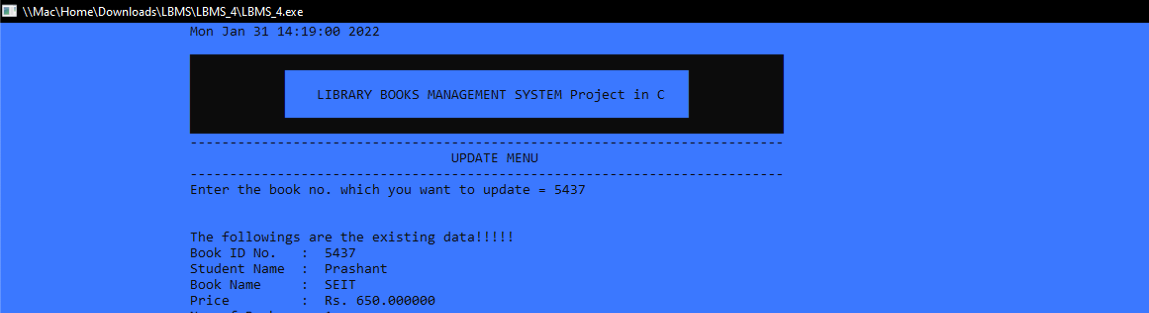 \\Mac\Home\Downloads\LBMS\LBMS_4\LBMS_4.exe
Mon Jan 31 14:19:00 2022
LIBRARY BOOKS MANAGEMENT SYSTEM Project in C
---------------------------------------------------------------------------
UPDATE MENU
---------------------------------------------------------------------------
Enter the book no. which you want to update = 5437
The followings are the existing data!!!!!
Book ID No.   :  5437
Student Name  :  Prashant
Book Name     :  SEIT
Price         :  Rs. 650.000000